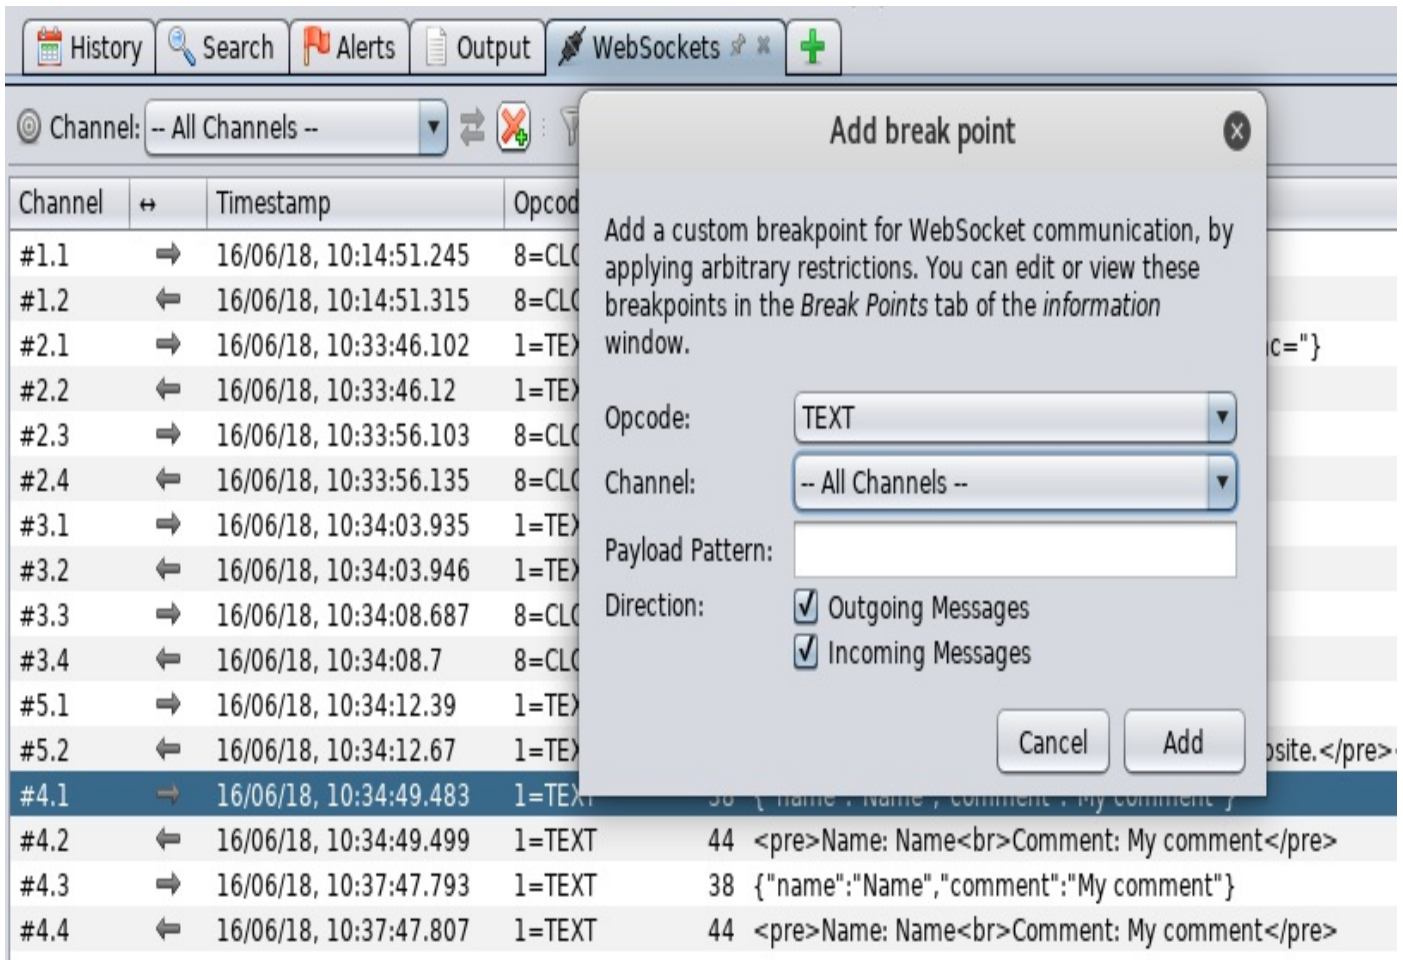 History Search Alerts Output WebSockets
Channel: -- All Channels --
Channel ↔ Timestamp Opcod
#1.1 16/06/18, 10:14:51.245 8=CLO
#1.2 16/06/18, 10:14:51.315 8=CLO
#2.1 16/06/18, 10:33:46.102 1=TEX c="}
#2.2 16/06/18, 10:33:46.12 1=TEX
#2.3 16/06/18, 10:33:56.103 8=CLO
#2.4 16/06/18, 10:33:56.135 8=CLO
#3.1 16/06/18, 10:34:03.935 1=TEX
#3.2 16/06/18, 10:34:03.946 1=TEX
#3.3 16/06/18, 10:34:08.687 8=CLO
#3.4 16/06/18, 10:34:08.7 8=CLO
#5.1 16/06/18, 10:34:12.39 1=TEX
#5.2 16/06/18, 10:34:12.67 1=TEX site.</pre>
#4.1 16/06/18, 10:34:49.483 1=TEXT 38 {"name":"Name","comment":"My comment"}
#4.2 16/06/18, 10:34:49.499 1=TEXT 44 <pre>Name: Name<br>Comment: My comment</pre>
#4.3 16/06/18, 10:37:47.793 1=TEXT 38 {"name":"Name","comment":"My comment"}
#4.4 16/06/18, 10:37:47.807 1=TEXT 44 <pre>Name: Name<br>Comment: My comment</pre>
Add break point
Add a custom breakpoint for WebSocket communication, by
applying arbitrary restrictions. You can edit or view these
breakpoints in the Break Points tab of the information
window.
Opcode: TEXT
Channel: -- All Channels --
Payload Pattern:
Direction: Outgoing Messages
Incoming Messages
Cancel Add